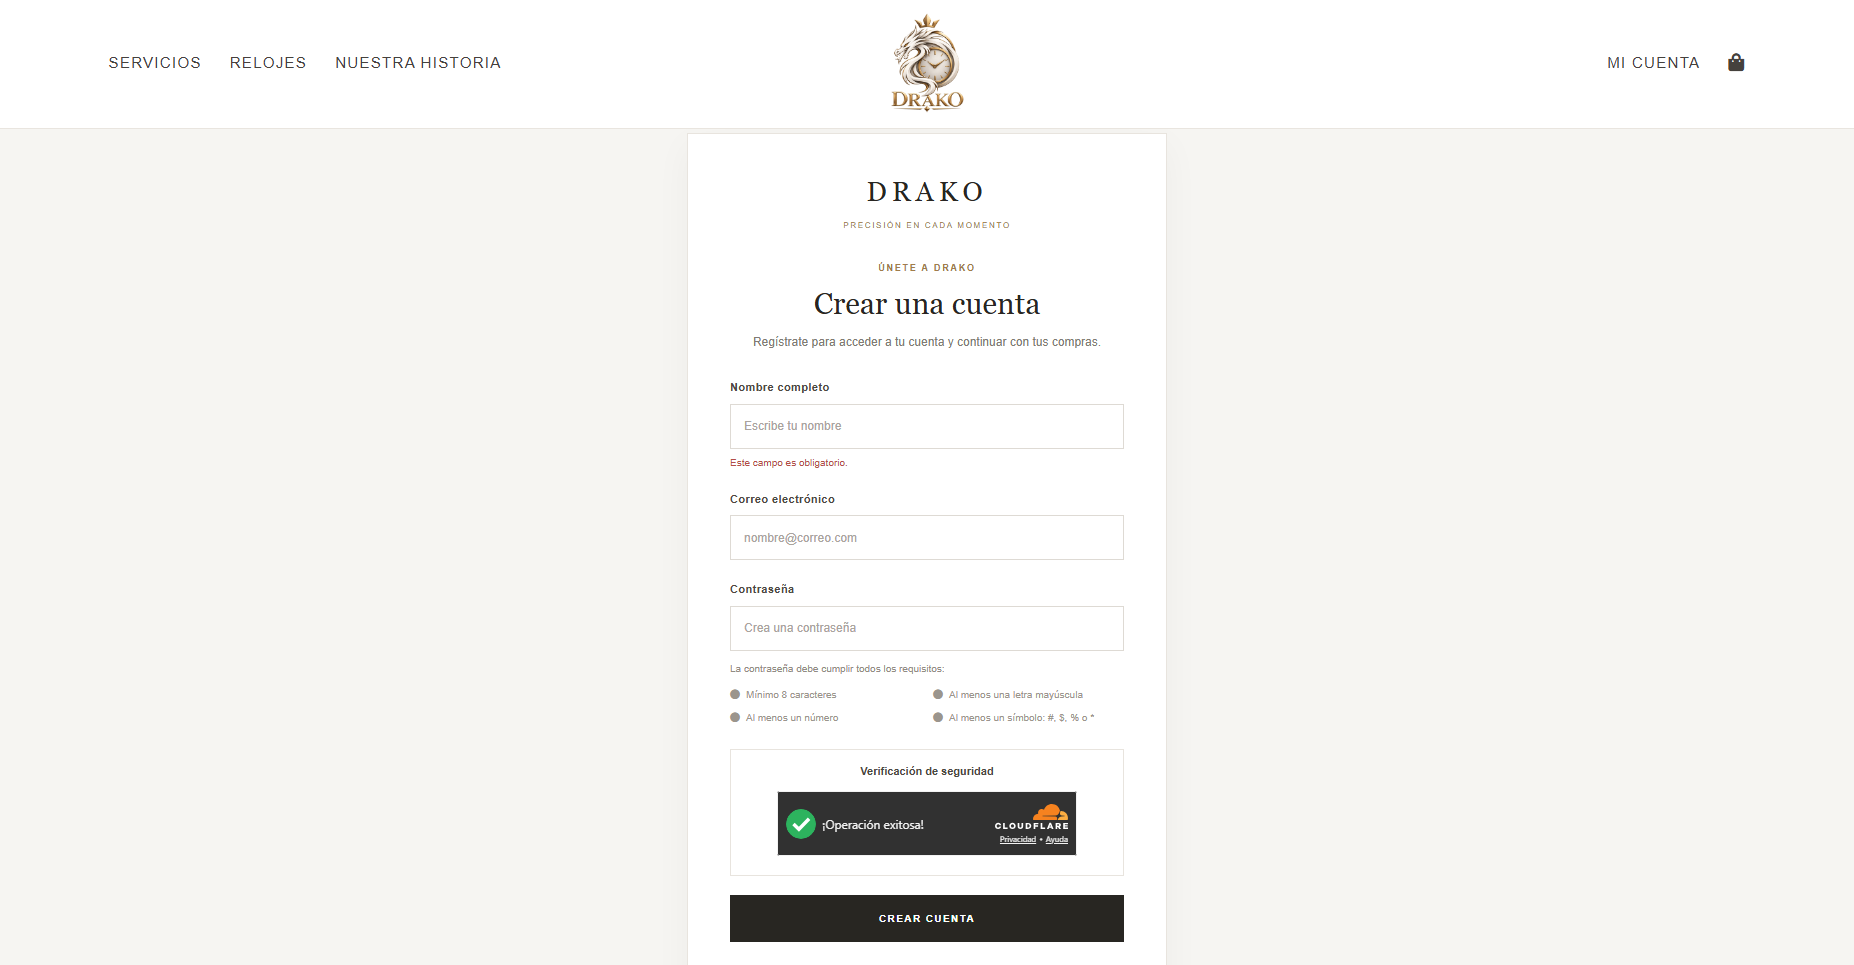 SERVICIOS RELOJES NUESTRA HISTORIA
DRAKO
MI CUENTA
DRAKO
PRECISIÓN EN CADA MOMENTO
ÚNETE A DRAKO
Crear una cuenta
Regístrate para acceder a tu cuenta y continuar con tus compras.
Nombre completo
Escribe tu nombre
Este campo es obligatorio.
Correo electrónico
nombre@correo.com
Contraseña
Crea una contraseña
La contraseña debe cumplir todos los requisitos:
Mínimo 8 caracteres
Al menos una letra mayúscula
Al menos un número
Al menos un símbolo: #, $, % o *
Verificación de seguridad
¡Operación exitosa!
CLOUDFLARE
Privacidad • Ayuda
CREAR CUENTA